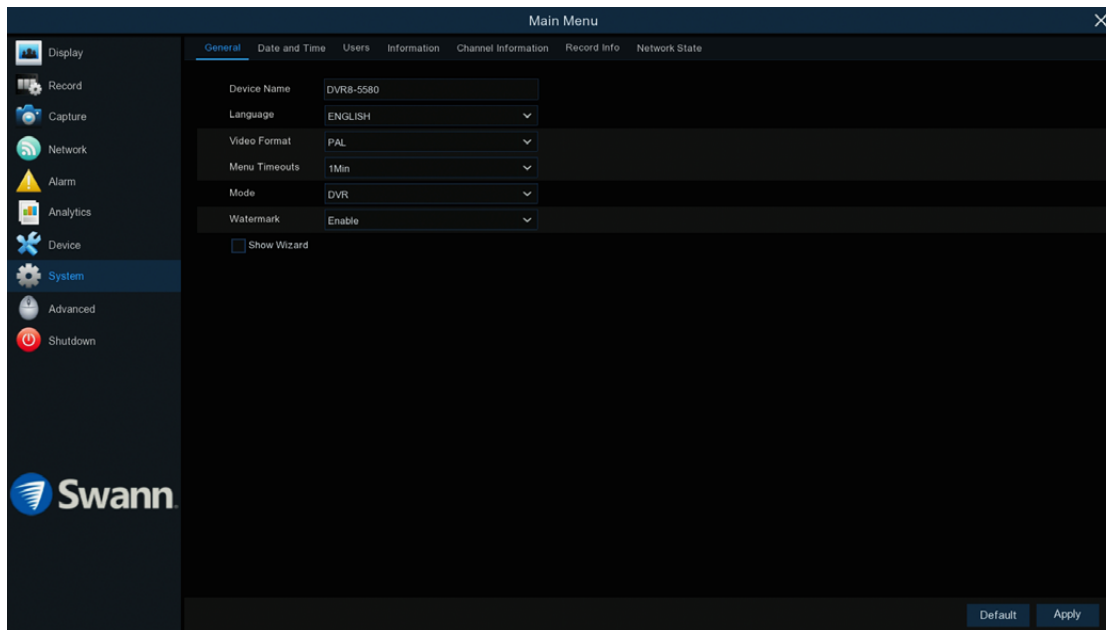 Main Menu
Display
Record
Capture
Network
Alarm
Analytics
Device
System
Advanced
Shutdown
Swann
General Date and Time Users Information Channel Information Record Info Network State
Device Name DVR8-5580
Language ENGLISH
Video Format PAL
Menu Timeouts 1Min
Mode DVR
Watermark Enable
Show Wizard
Default Apply